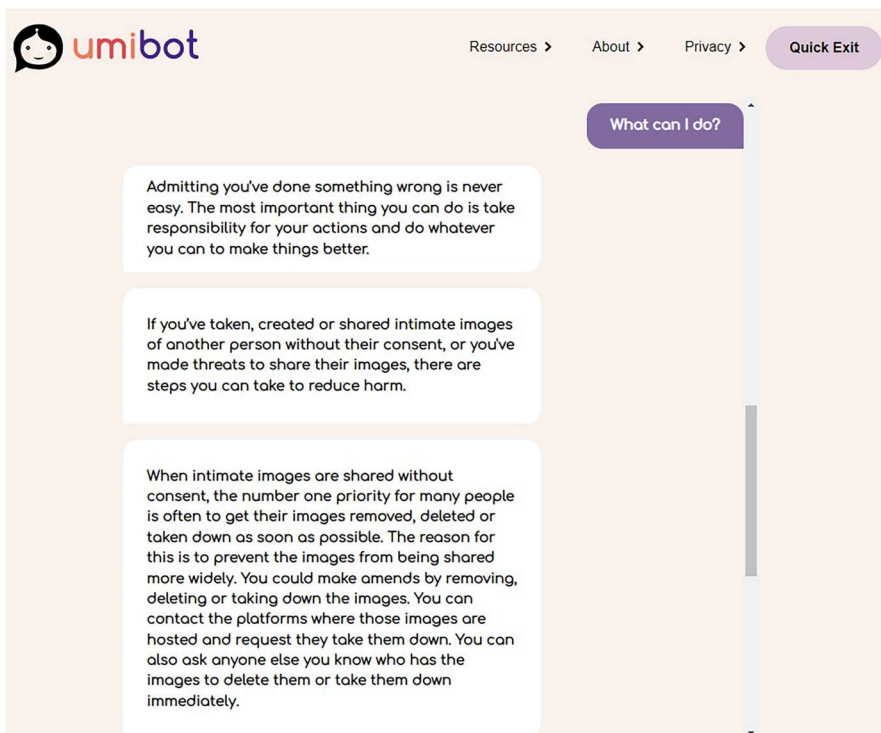 umibot
Resources >
About >
Privacy >
Quick Exit
What can I do?
Admitting you've done something wrong is never
easy. The most important thing you can do is take
responsibility for your actions and do whatever
you can to make things better.
If you've taken, created or shared intimate images
of another person without their consent, or you've
made threats to share their images, there are
steps you can take to reduce harm.
When intimate images are shared without
consent, the number one priority for many people
is often to get their images removed, deleted or
taken down as soon as possible. The reason for
this is to prevent the images from being shared
more widely. You could make amends by removing,
deleting or taking down the images. You can
contact the platforms where those images are
hosted and request they take them down. You can
also ask anyone else you know who has the
images to delete them or take them down
immediately.